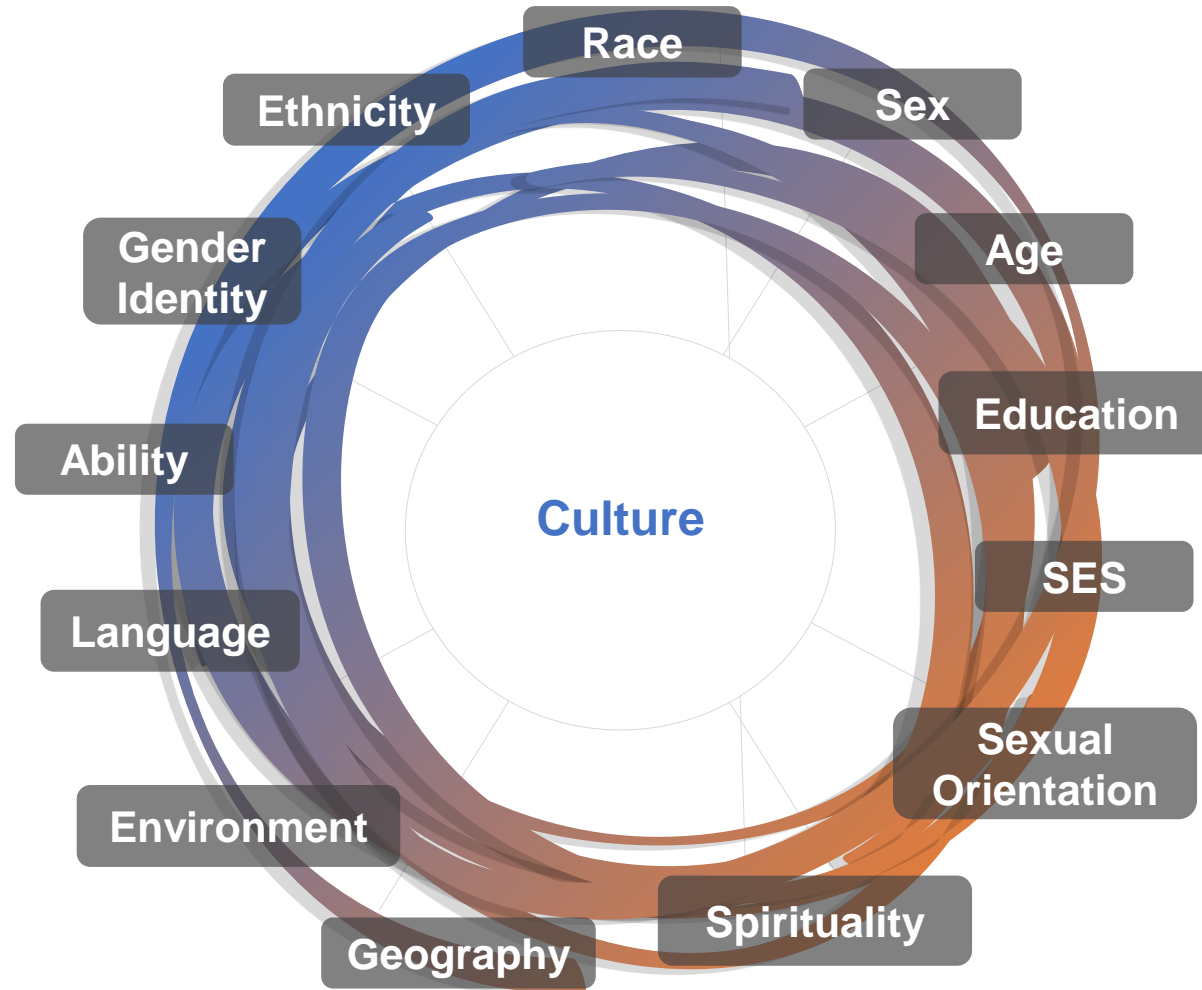 Race
Sex
Age
Education
SES
Sexual
Orientation
Spirituality
Geography
Environment
Language
Ability
Gender
Identity
Ethnicity
Culture